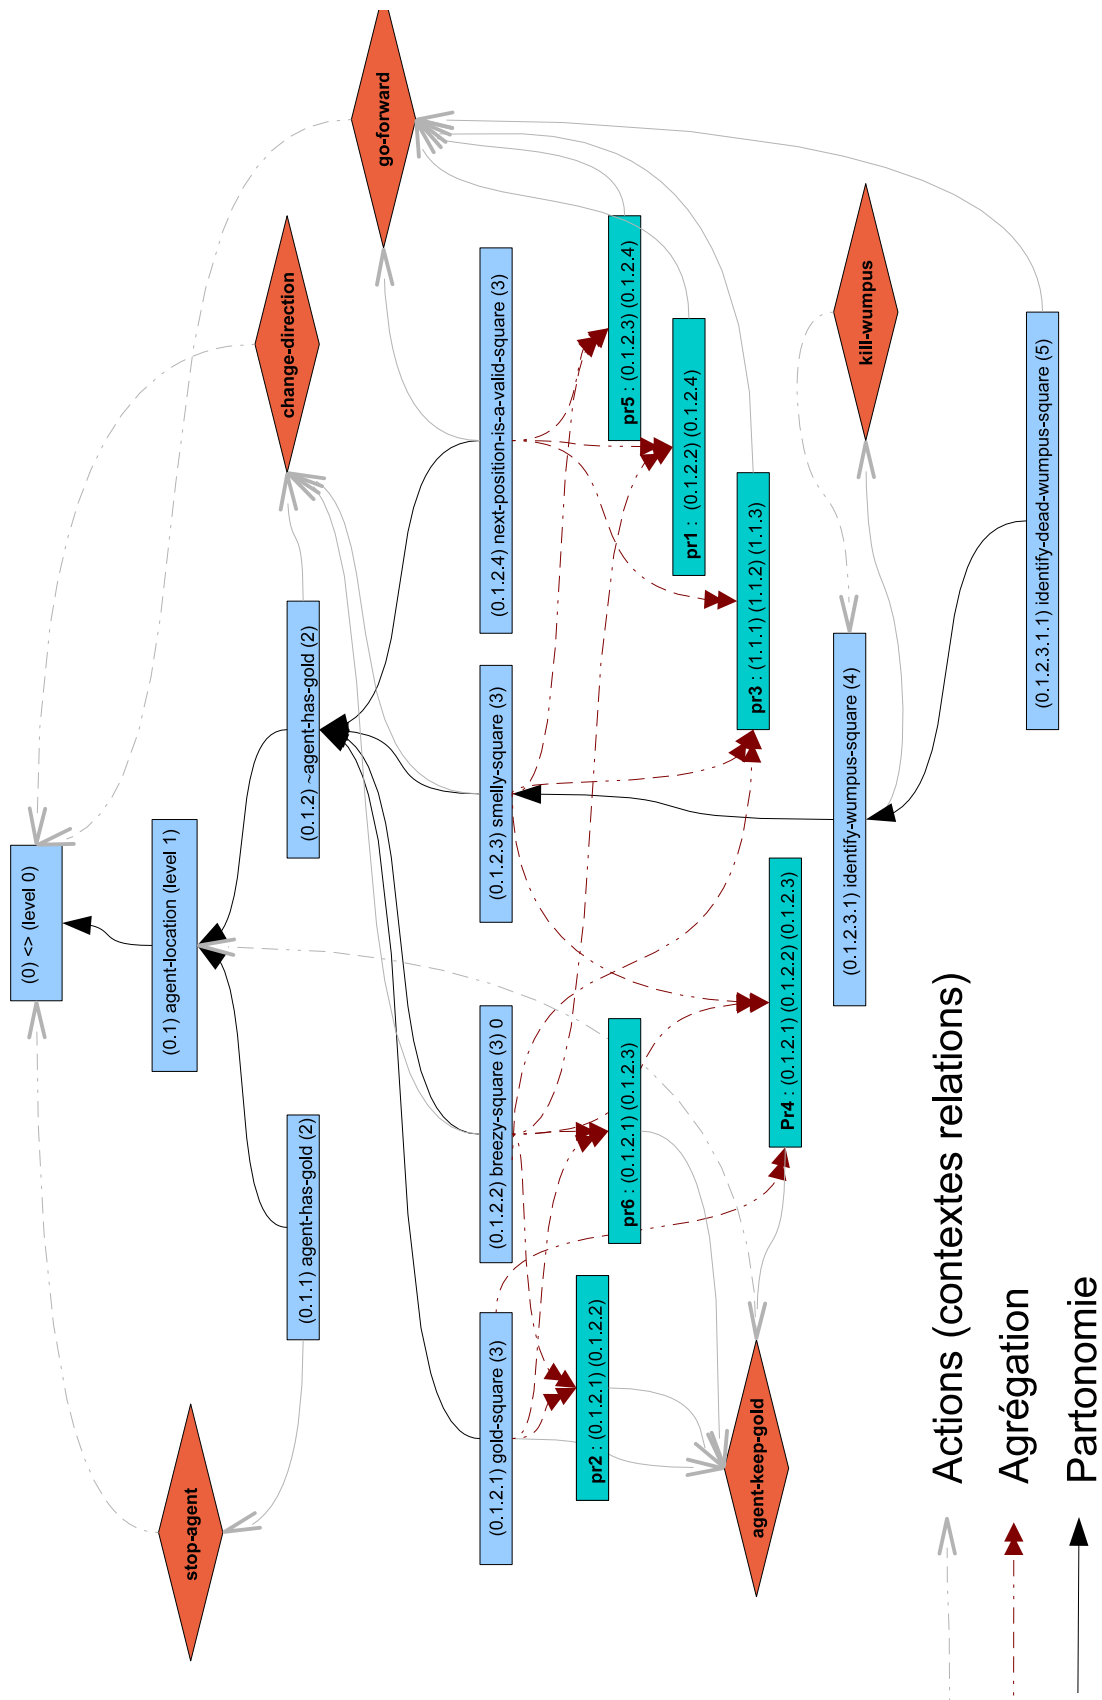 (0) <> (level 0)
(0.1) agent-location (level 1)
stop-agent
(0.1.1) agent-has-gold (2)
(0.1.2) ~agent-has-gold (2)
change-direction
go-forward
(0.1.2.1) gold-square (3)
(0.1.2.2) breezy-square (3) 0
(0.1.2.3) smelly-square (3)
(0.1.2.4) next-position-is-a-valid-square (3)
pr2 : (0.1.2.1) (0.1.2.2)
pr6 : (0.1.2.1) (0.1.2.3)
pr5 : (0.1.2.3) (0.1.2.4)
pr1 : (0.1.2.2) (0.1.2.4)
pr3 : (1.1.1) (1.1.2) (1.1.3)
Pr4 : (0.1.2.1) (0.1.2.2) (0.1.2.3)
agent-keep-gold
(0.1.2.3.1) identify-wumpus-square (4)
kill-wumpus
(0.1.2.3.1.1) identify-dead-wumpus-square (5)
Actions (contextes relations)
Agrégation
Partonomie